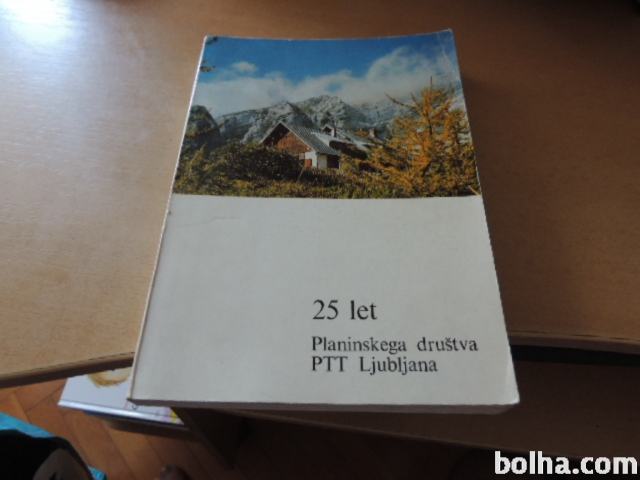 25 let
Planinskega društva
PTT Ljubljana
bolha.com